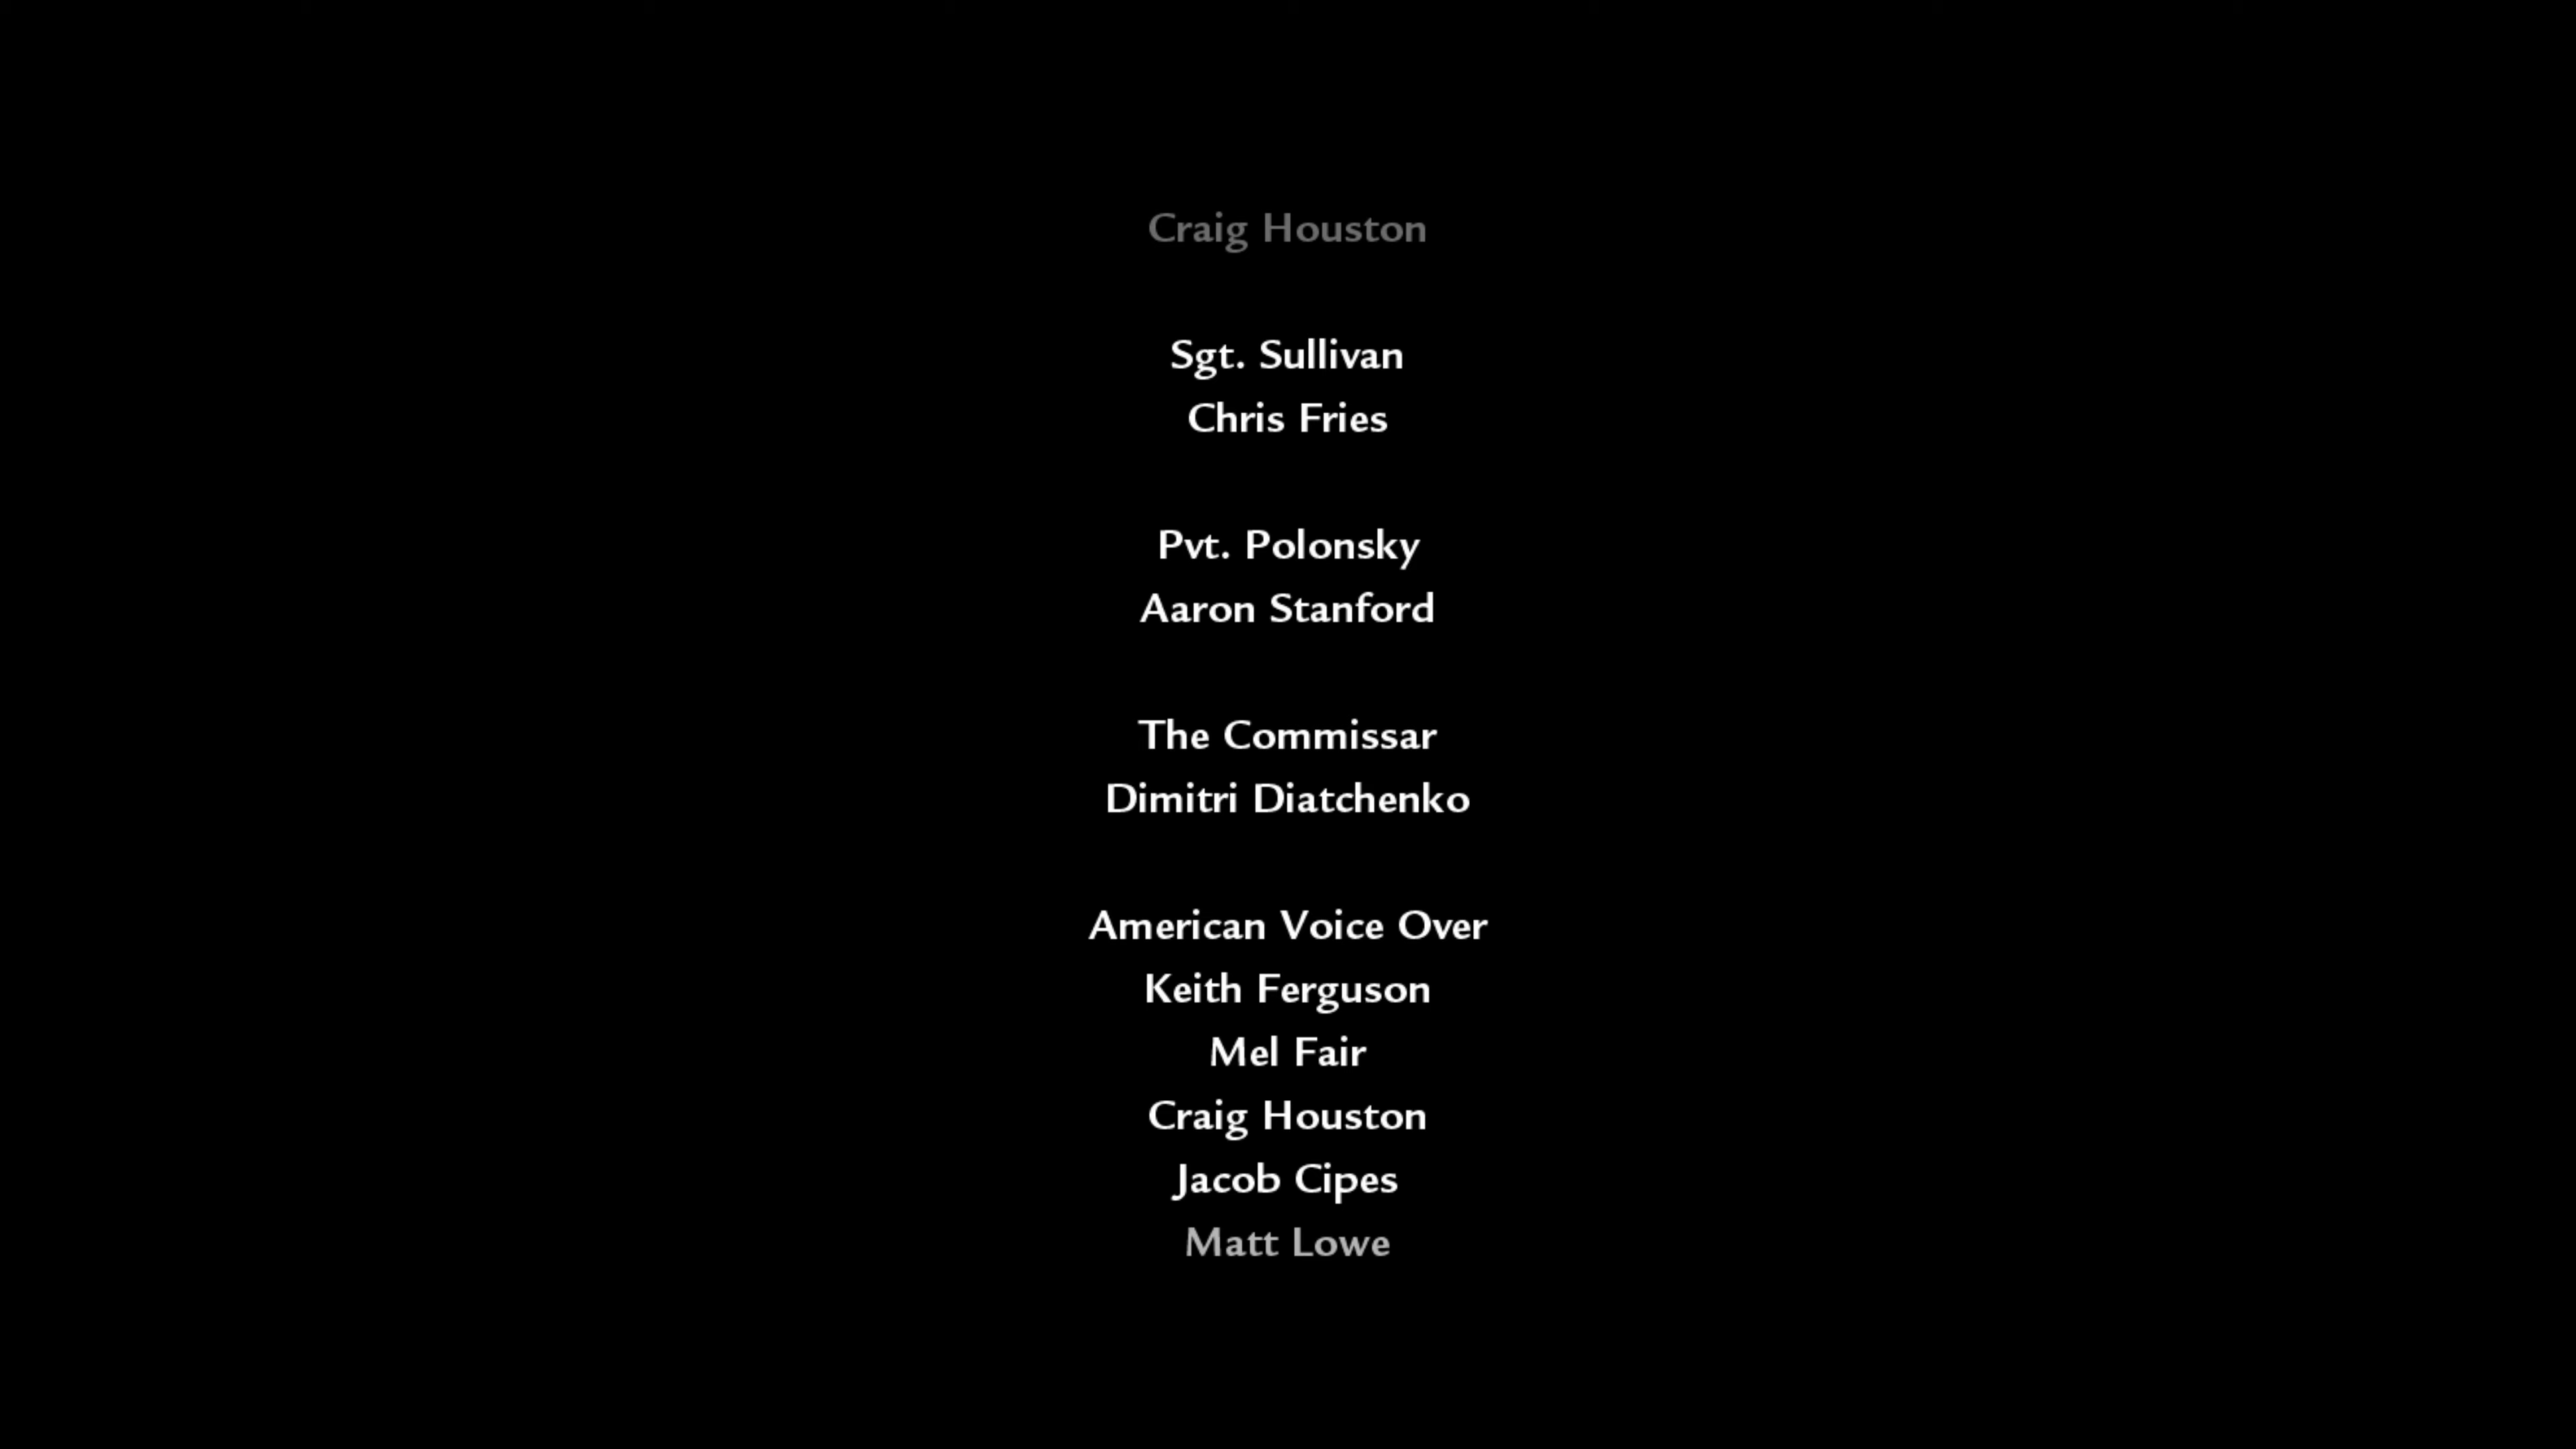 Craig Houston
Sgt. Sullivan
Chris Fries
Pvt. Polonsky
Aaron Stanford
The Commissar
Dimitri Diatchenko
American Voice Over
Keith Ferguson
Mel Fair
Craig Houston
Jacob Cipes
Matt Lowe